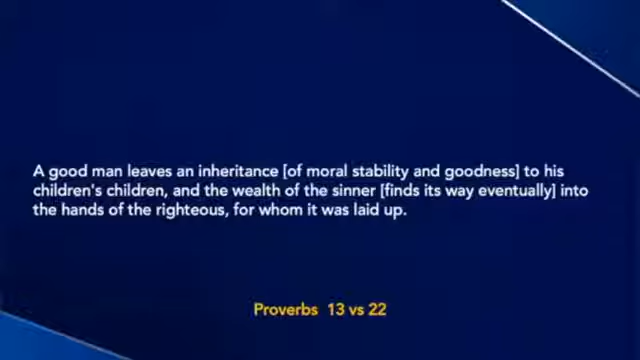 A good man leaves an inheritance [of moral stability and goodness] to his
children's children, and the wealth of the sinner [finds its way eventually] into
the hands of the righteous, for whom it was laid up.
Proverbs 13 vs 22